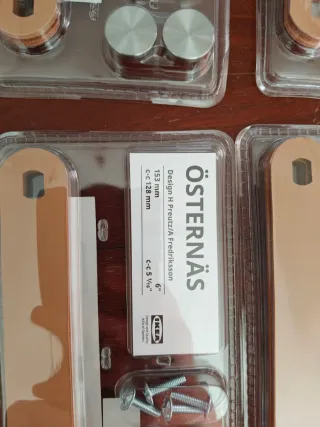 ÖSTERNÄS
Design H Preutz/A Fredriksson
153 mm
c-c 128 mm
6"
c-c 5 1/16"
IKEA